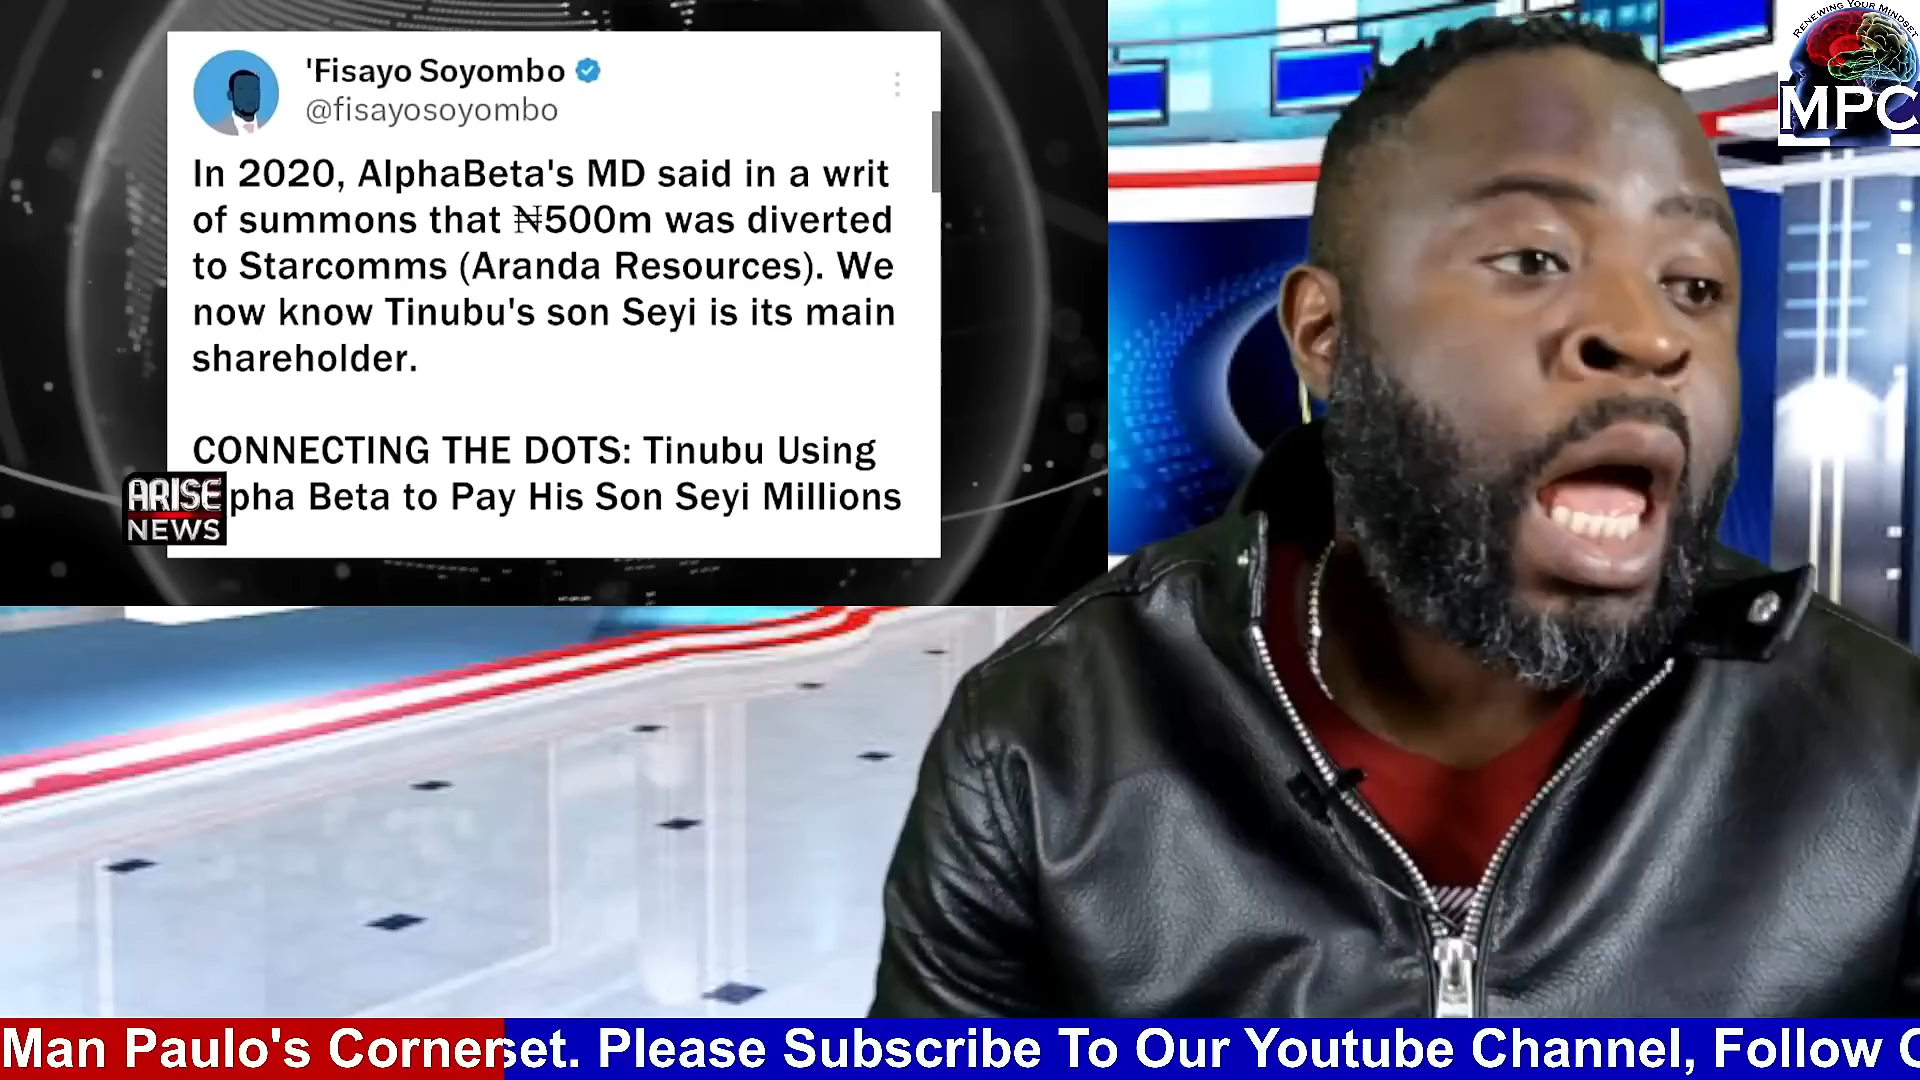 'Fisayo Soyombo
@fisayosoyombo
In 2020, AlphaBeta's MD said in a writ
of summons that ₦500m was diverted
to Starcomms (Aranda Resources). We
now know Tinubu's son Seyi is its main
shareholder.
CONNECTING THE DOTS: Tinubu Using
pha Beta to Pay His Son Seyi Millions
ARISE
NEWS
RENEWING YOUR MINDSET
MPC
Man Paulo's Corner
set. Please Subscribe To Our Youtube Channel, Follow